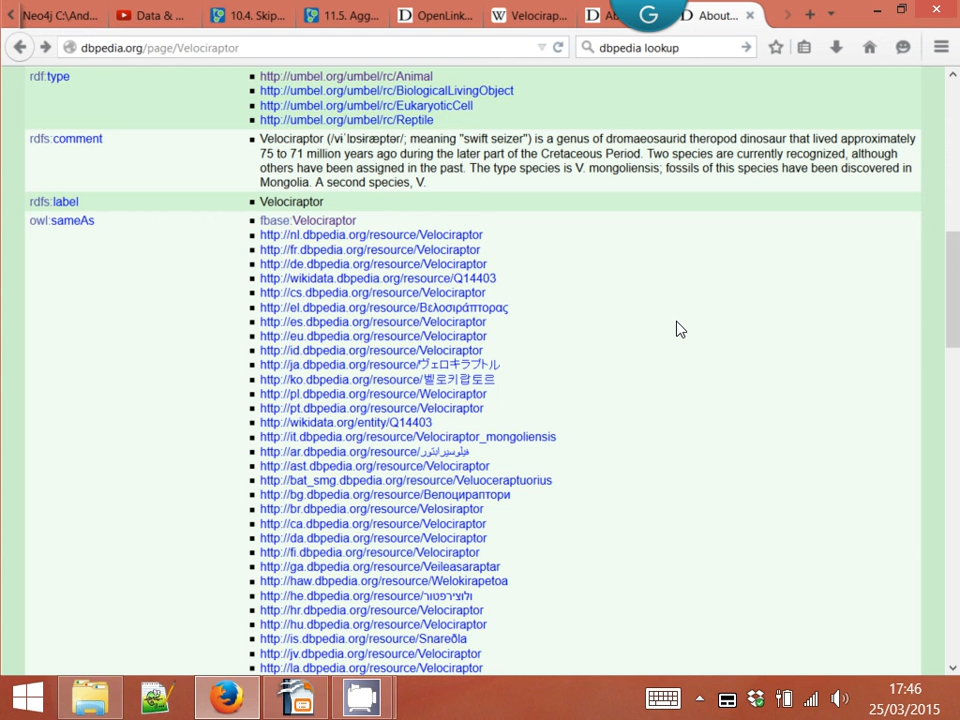 Neo4j C:\And...
Data & ...
10.4. Skip...
11.5. Agg...
OpenLink...
Velocirap...
G
About...
dbpedia.org/page/Velociraptor
dbpedia lookup
rdf:type
http://umbel.org/umbel/rc/Animal
http://umbel.org/umbel/rc/BiologicalLivingObject
http://umbel.org/umbel/rc/EukaryoticCell
http://umbel.org/umbel/rc/Reptile
rdfs:comment
Velociraptor (/vɨˈlɒsɨræptər/; meaning "swift seizer") is a genus of dromaeosaurid theropod dinosaur that lived approximately
75 to 71 million years ago during the later part of the Cretaceous Period. Two species are currently recognized, although
others have been assigned in the past. The type species is V. mongoliensis; fossils of this species have been discovered in
Mongolia. A second species, V.
rdfs:label
Velociraptor
owl:sameAs
fbase:Velociraptor
http://nl.dbpedia.org/resource/Velociraptor
http://fr.dbpedia.org/resource/Velociraptor
http://de.dbpedia.org/resource/Velociraptor
http://wikidata.dbpedia.org/resource/Q14403
http://cs.dbpedia.org/resource/Velociraptor
http://el.dbpedia.org/resource/Βελοσιράπτορας
http://es.dbpedia.org/resource/Velociraptor
http://eu.dbpedia.org/resource/Velociraptor
http://id.dbpedia.org/resource/Velociraptor
http://ja.dbpedia.org/resource/ヴェロキラプトル
http://ko.dbpedia.org/resource/벨로키랍토르
http://pl.dbpedia.org/resource/Welociraptor
http://pt.dbpedia.org/resource/Velociraptor
http://wikidata.org/entity/Q14403
http://it.dbpedia.org/resource/Velociraptor_mongoliensis
http://ar.dbpedia.org/resource/فيلوسيرابتور
http://ast.dbpedia.org/resource/Velociraptor
http://bat_smg.dbpedia.org/resource/Veluoceraptuorius
http://bg.dbpedia.org/resource/Велоцираптори
http://br.dbpedia.org/resource/Velosiraptor
http://ca.dbpedia.org/resource/Velociraptor
http://da.dbpedia.org/resource/Velociraptor
http://fi.dbpedia.org/resource/Velociraptor
http://ga.dbpedia.org/resource/Veileasaraptar
http://haw.dbpedia.org/resource/Welokirapetoa
http://he.dbpedia.org/resource/ולוצירפטור
http://hr.dbpedia.org/resource/Velociraptor
http://hu.dbpedia.org/resource/Velociraptor
http://is.dbpedia.org/resource/Snareðla
http://jv.dbpedia.org/resource/Velociraptor
http://la.dbpedia.org/resource/Velociraptor
17:46
25/03/2015